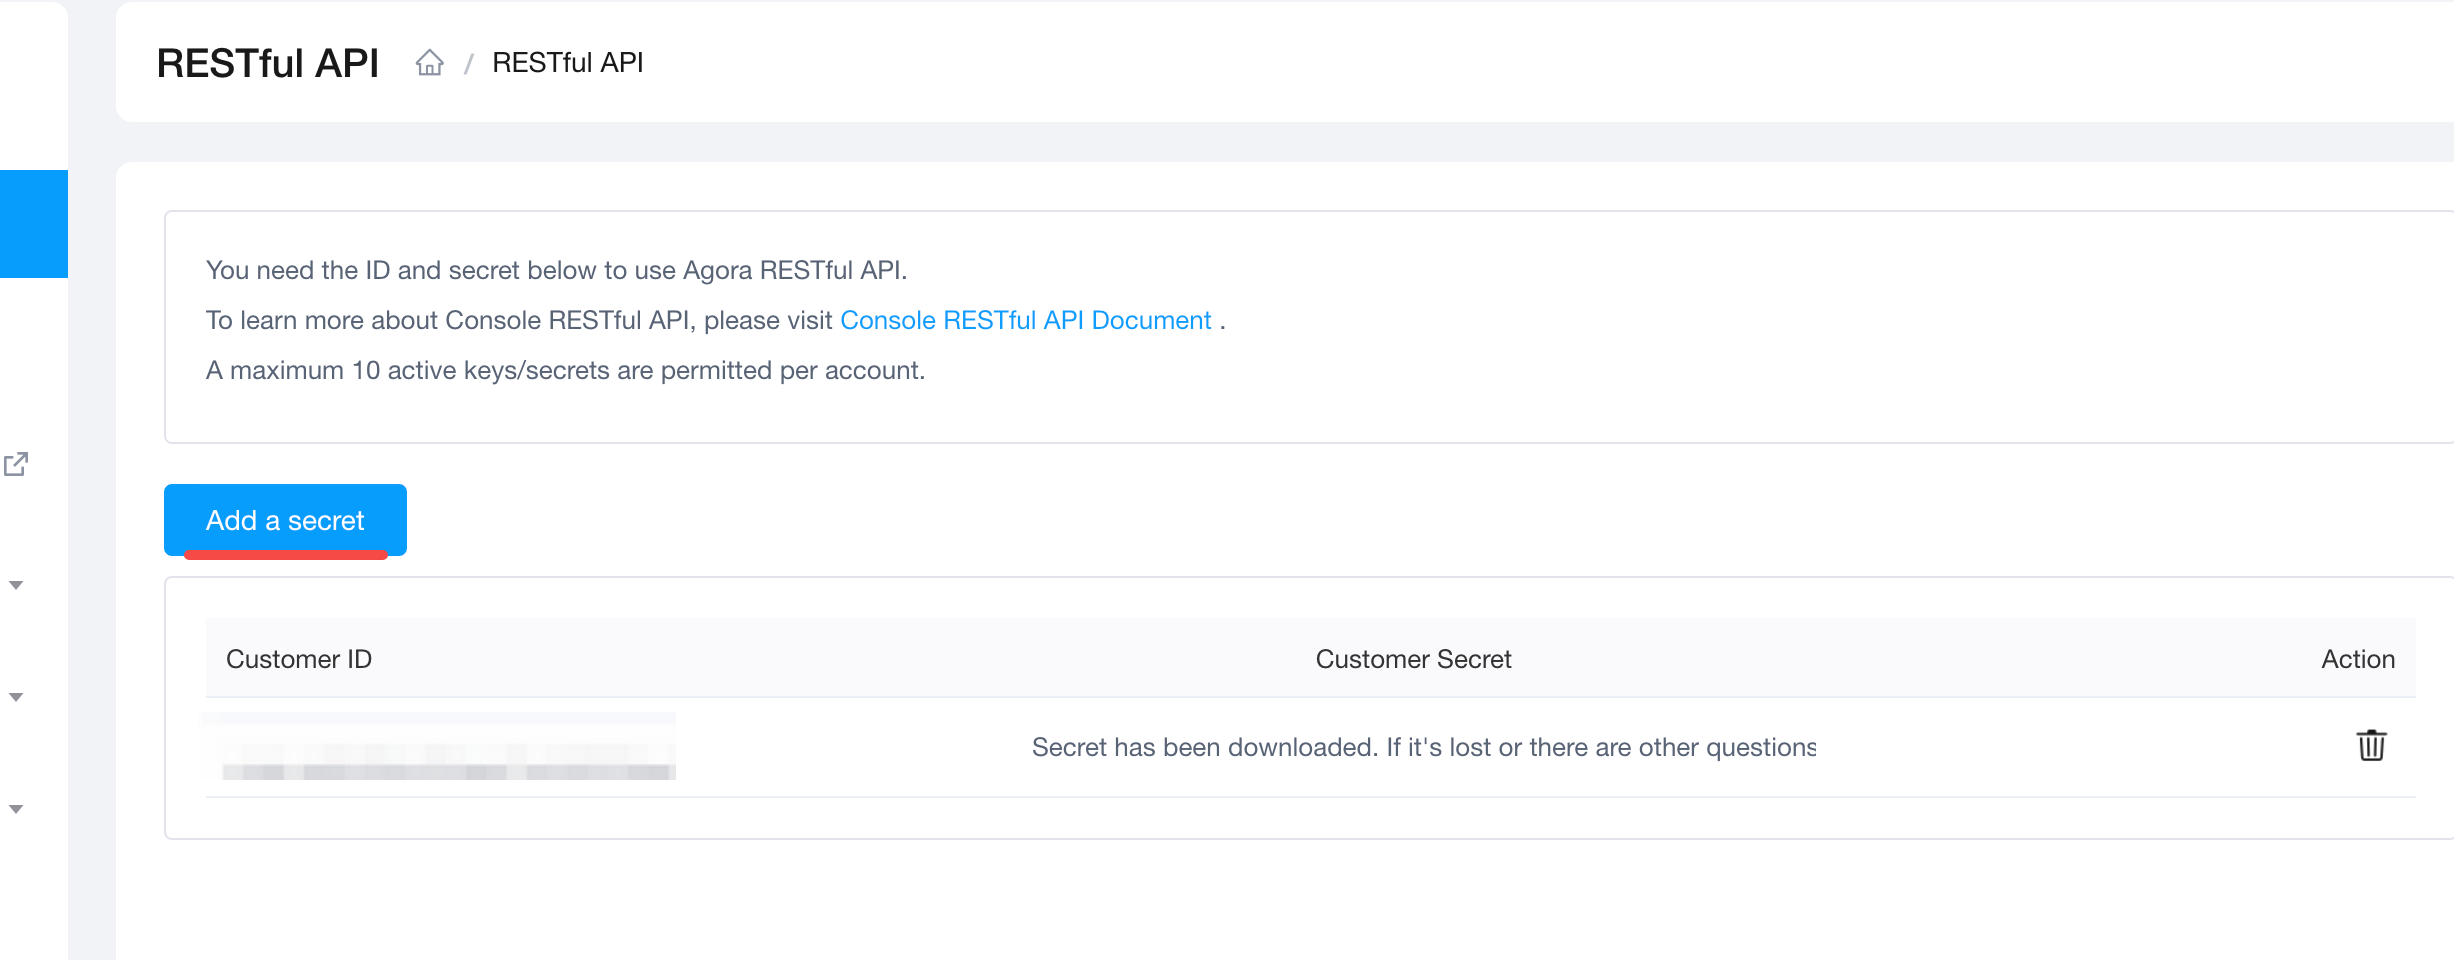 RESTful API / RESTful API
You need the ID and secret below to use Agora RESTful API.
To learn more about Console RESTful API, please visit Console RESTful API Document .
A maximum 10 active keys/secrets are permitted per account.
Add a secret
Customer ID Customer Secret Action
Secret has been downloaded. If it's lost or there are other questions